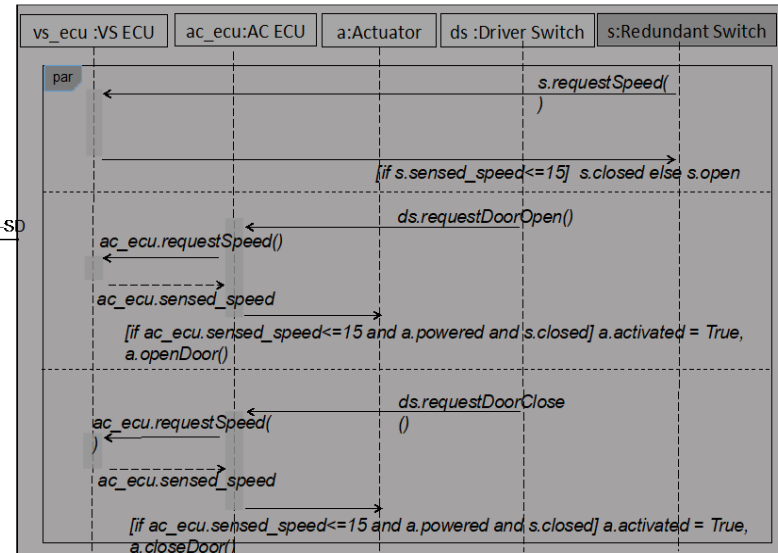 vs_ecu :VS ECU
ac_ecu:AC ECU
a:Actuator
ds :Driver Switch
s:Redundant Switch
par
s.requestSpeed(
)
[if s.sensed_speed<=15] s.closed else s.open
-SD
ds.requestDoorOpen()
ac_ecu.requestSpeed()
ac_ecu.sensed_speed
[if ac_ecu.sensed_speed<=15 and a.powered and s.closed] a.activated = True,
a.openDoor()
ds.requestDoorClose
()
ac_ecu.requestSpeed(
)
ac_ecu.sensed_speed
[if ac_ecu.sensed_speed<=15 and a.powered and s.closed] a.activated = True,
a.closeDoor()